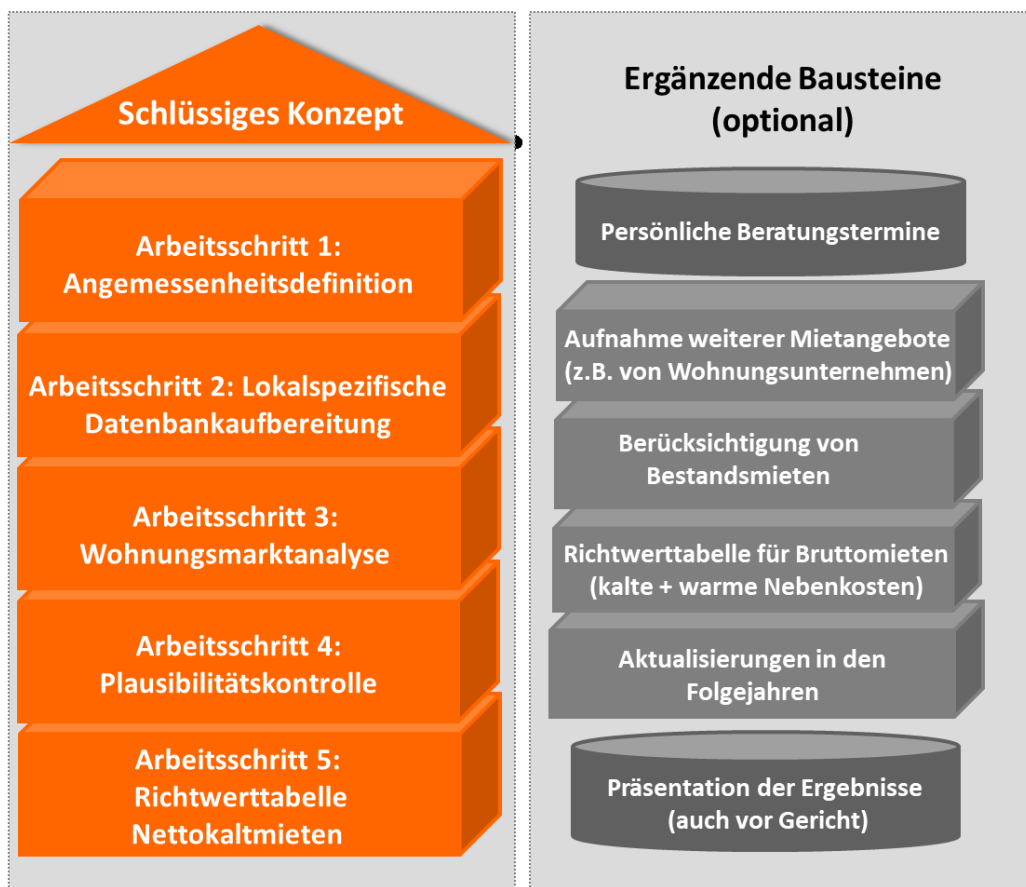 Schlüssiges Konzept
Arbeitsschritt 1:
Angemessenheitsdefinition
Arbeitsschritt 2: Lokalspezifische
Datenbankaufbereitung
Arbeitsschritt 3:
Wohnungsmarktanalyse
Arbeitsschritt 4:
Plausibilitätskontrolle
Arbeitsschritt 5:
Richtwerttabelle
Nettokaltmieten
Ergänzende Bausteine
(optional)
Persönliche Beratungstermine
Aufnahme weiterer Mietangebote
(z.B. von Wohnungsunternehmen)
Berücksichtigung von
Bestandsmieten
Richtwerttabelle für Bruttomieten
(kalte + warme Nebenkosten)
Aktualisierungen in den
Folgejahren
Präsentation der Ergebnisse
(auch vor Gericht)